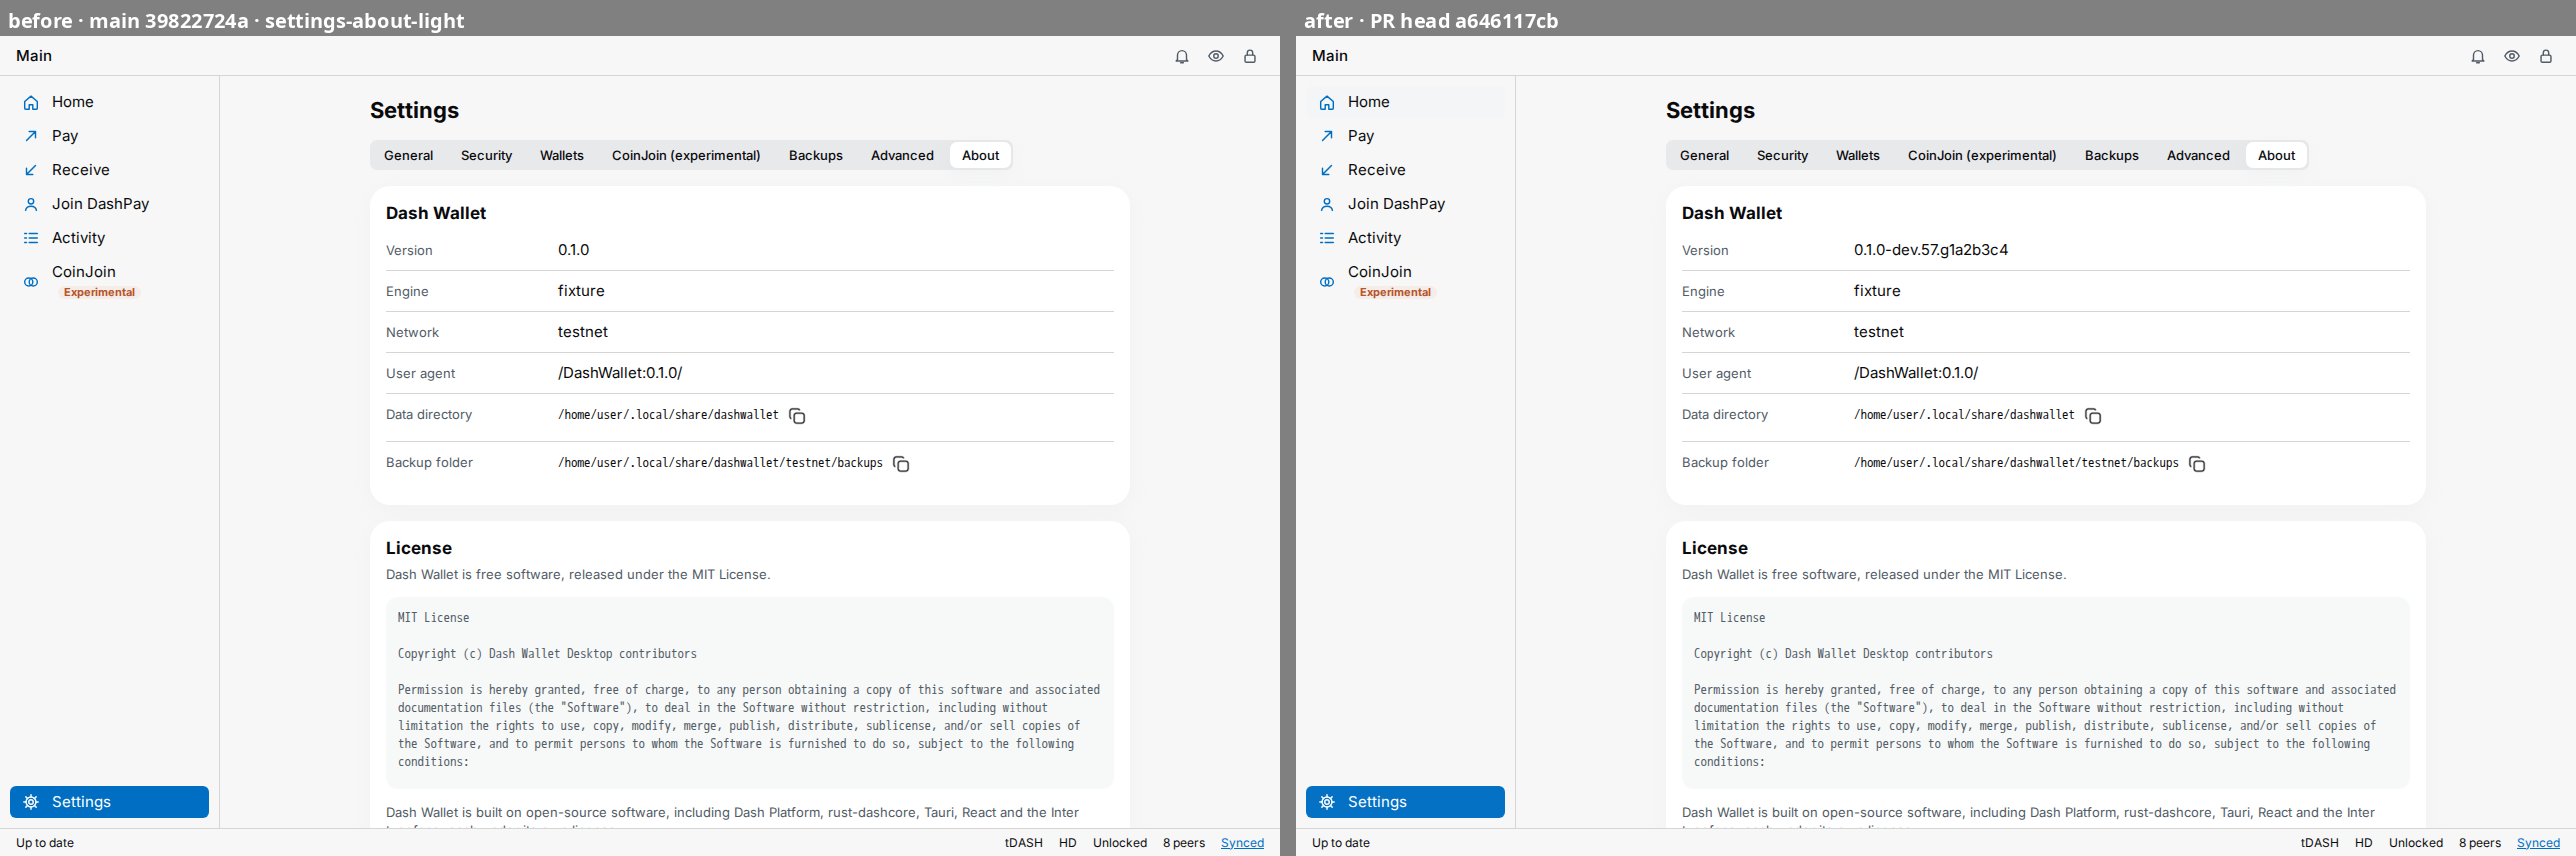 before · main 39822724a · settings-about-light
Main
Home
Pay
Receive
Join DashPay
Activity
CoinJoin
Experimental
Settings
Settings
General Security Wallets CoinJoin (experimental) Backups Advanced About
Dash Wallet
Version 0.1.0
Engine fixture
Network testnet
User agent /DashWallet:0.1.0/
Data directory /home/user/.local/share/dashwallet
Backup folder /home/user/.local/share/dashwallet/testnet/backups
License
Dash Wallet is free software, released under the MIT License.
MIT License
Copyright (c) Dash Wallet Desktop contributors
Permission is hereby granted, free of charge, to any person obtaining a copy of this software and associated
documentation files (the "Software"), to deal in the Software without restriction, including without
limitation the rights to use, copy, modify, merge, publish, distribute, sublicense, and/or sell copies of
the Software, and to permit persons to whom the Software is furnished to do so, subject to the following
conditions:
Dash Wallet is built on open-source software, including Dash Platform, rust-dashcore, Tauri, React and the Inter
Up to date tDASH HD Unlocked 8 peers Synced
after · PR head a646117cb
Main
Home
Pay
Receive
Join DashPay
Activity
CoinJoin
Experimental
Settings
Settings
General Security Wallets CoinJoin (experimental) Backups Advanced About
Dash Wallet
Version 0.1.0-dev.57.g1a2b3c4
Engine fixture
Network testnet
User agent /DashWallet:0.1.0/
Data directory /home/user/.local/share/dashwallet
Backup folder /home/user/.local/share/dashwallet/testnet/backups
License
Dash Wallet is free software, released under the MIT License.
MIT License
Copyright (c) Dash Wallet Desktop contributors
Permission is hereby granted, free of charge, to any person obtaining a copy of this software and associated
documentation files (the "Software"), to deal in the Software without restriction, including without
limitation the rights to use, copy, modify, merge, publish, distribute, sublicense, and/or sell copies of
the Software, and to permit persons to whom the Software is furnished to do so, subject to the following
conditions:
Dash Wallet is built on open-source software, including Dash Platform, rust-dashcore, Tauri, React and the Inter
Up to date tDASH HD Unlocked 8 peers Synced